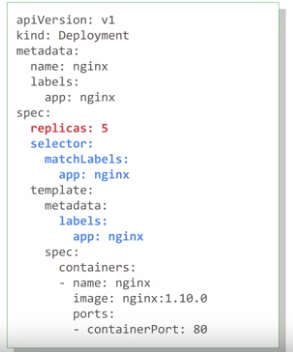 apiVersion: v1
kind: Deployment
metadata:
  name: nginx
  labels:
    app: nginx
spec:
  replicas: 5
  selector:
    matchLabels:
      app: nginx
  template:
    metadata:
      labels:
        app: nginx
    spec:
      containers:
      - name: nginx
        image: nginx:1.10.0
        ports:
        - containerPort: 80